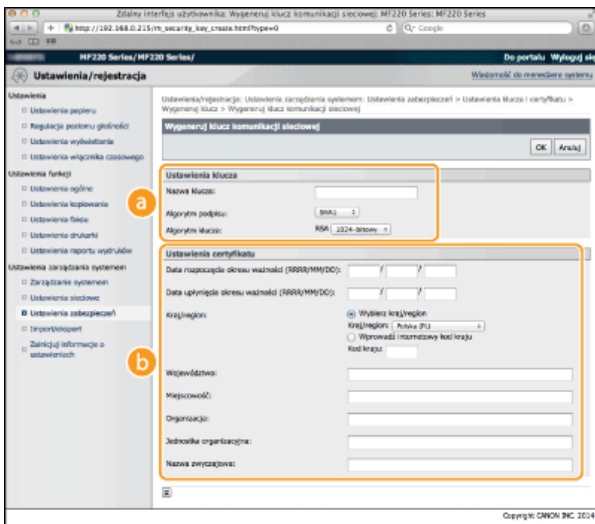 Zdalny interfejs użytkownika: Wygeneruj klucz komunikacji sieciowej: MF220 Series: MF220 Series
http://192.168.0.215/m_security_key_create.html?type=0
Google
MF220 Series/MF220 Series/
Do portalu Wyloguj się
Ustawienia/rejestracja
Wiadomość do menedżera systemu
Ustawienia
Ustawienia papieru
Regulacja poziomu głośności
Ustawienia wyświetlania
Ustawienia włącznika czasowego
Ustawienia funkcji
Ustawienia ogólne
Ustawienia kopiowania
Ustawienia faksu
Ustawienia drukarki
Ustawienia raportu wydruków
Ustawienia zarządzania systemem
Zarządzanie systemem
Ustawienia sieciowe
Ustawienia zabezpieczeń
Import/eksport
Zainicjuj informacje o
ustawieniach
Ustawienia/rejestracja: Ustawienia zarządzania systemem: Ustawienia zabezpieczeń > Ustawienia klucza i certyfikatu >
Wygeneruj klucz > Wygeneruj klucz komunikacji sieciowej
Wygeneruj klucz komunikacji sieciowej
OK Anuluj
a
Ustawienia klucza
Nazwa klucza:
Algorytm podpisu: SHA1
Algorytm klucza: RSA 1024-bitowy
b
Ustawienia certyfikatu
Data rozpoczęcia okresu ważności (RRRR/MM/DD): / /
Data upłynięcia okresu ważności (RRRR/MM/DD): / /
Kraj/region: Wybierz kraj/region
Kraj/region: Polska (PL)
Wprowadź internetowy kod kraju
Kod kraju:
Województwo:
Miejscowość:
Organizacja:
Jednostka organizacyjna:
Nazwa zwyczajowa:
Copyright CANON INC. 2014